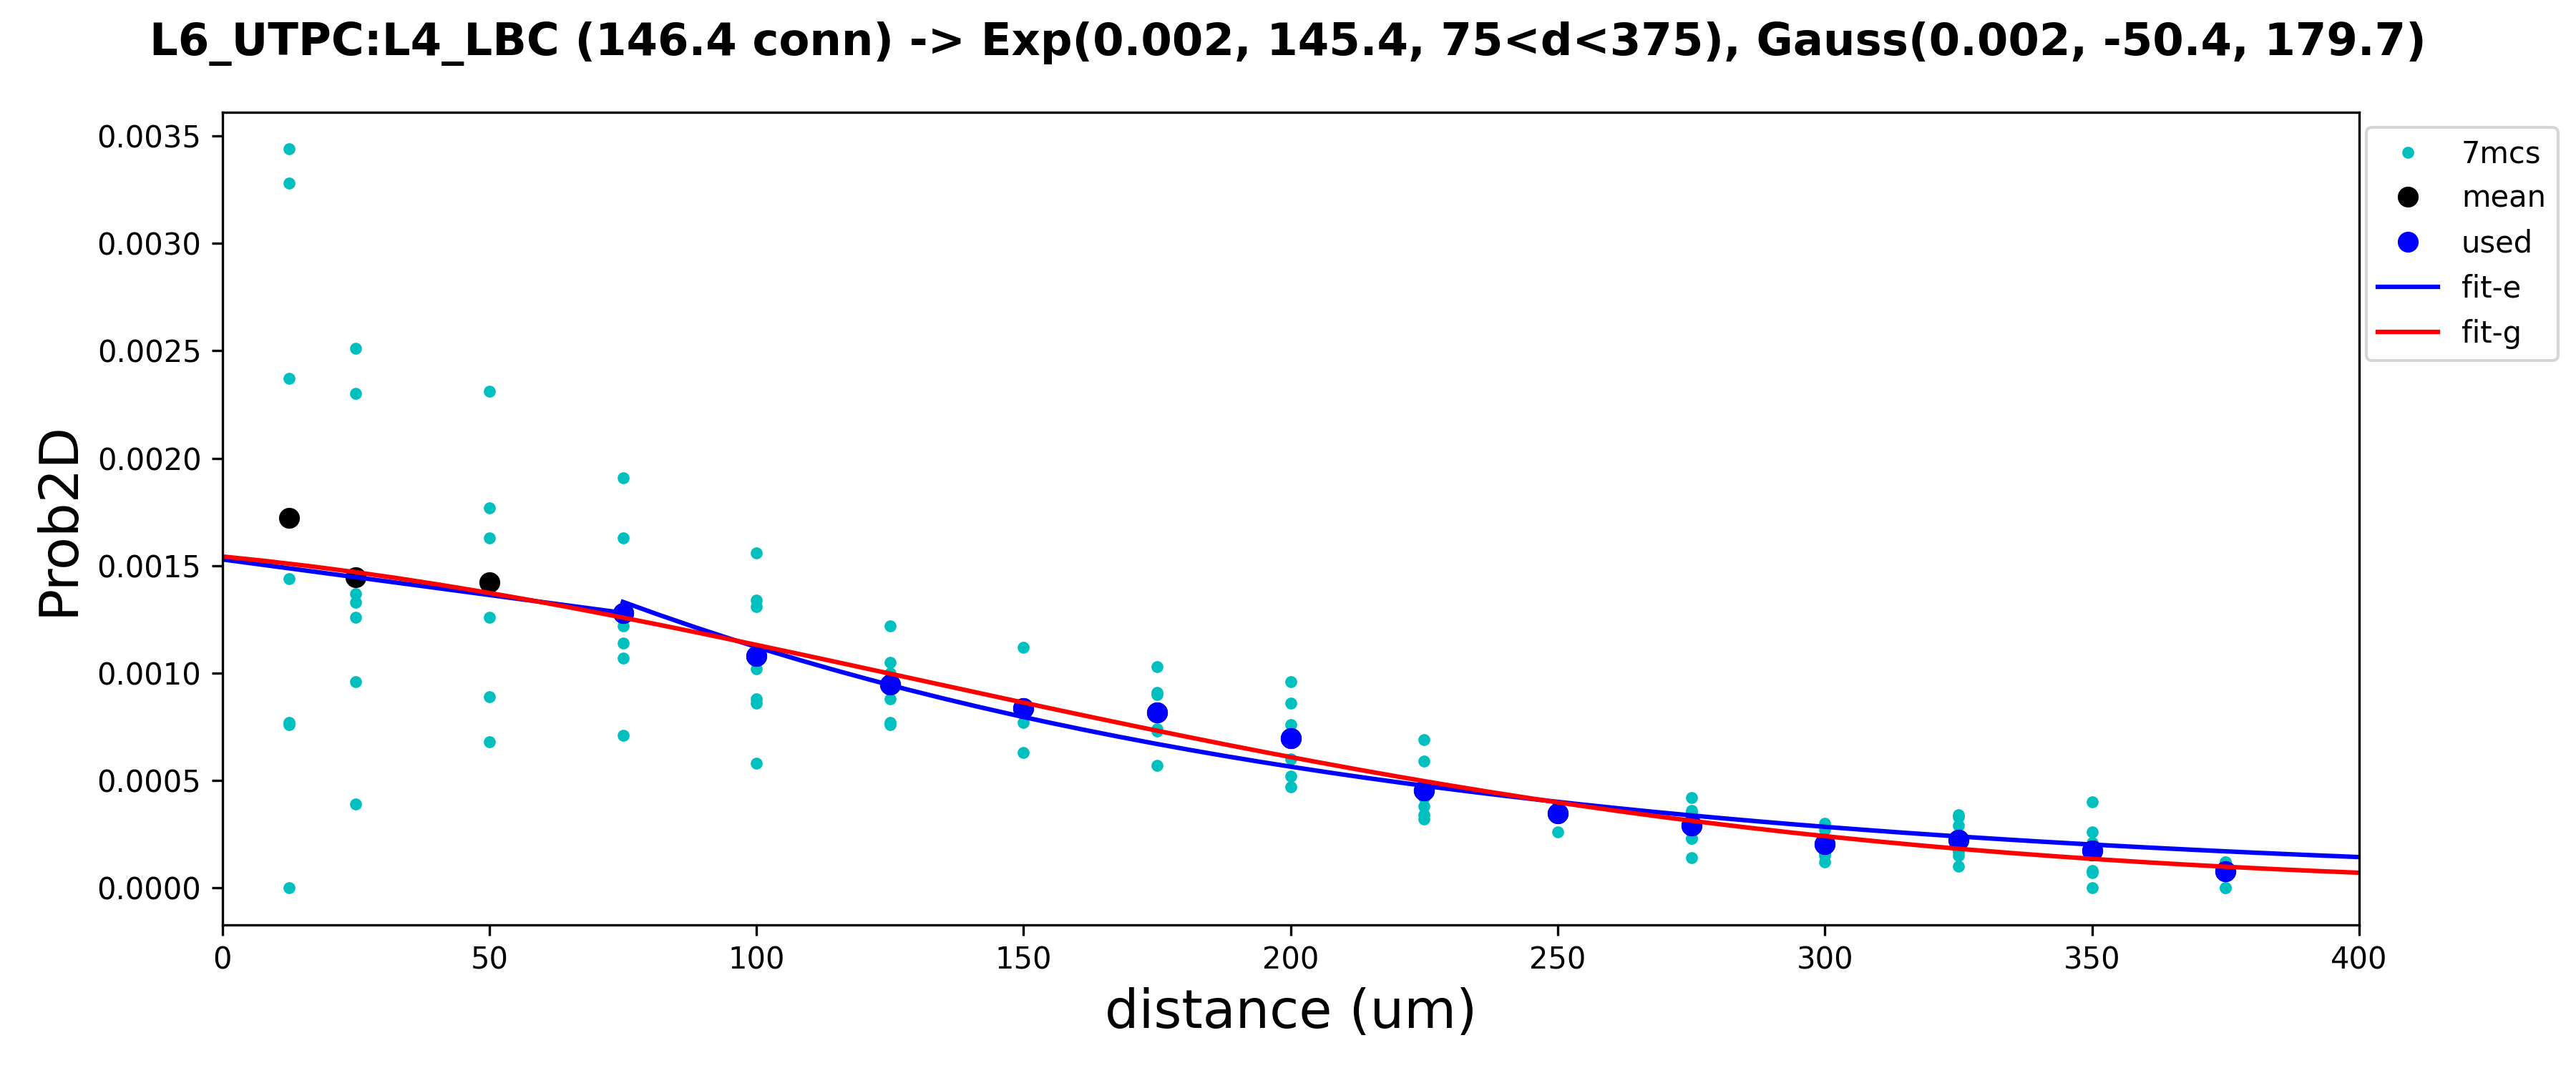 L6_UTPC:L4_LBC (146.4 conn) -> Exp(0.002, 145.4, 75<d<375), Gauss(0.002, -50.4, 179.7)
0.0035
0.0030
0.0025
0.0020
0.0015
0.0010
0.0005
0.0000
Prob2D
0 50 100 150 200 250 300 350 400
distance (um)
7mcs
mean
used
fit-e
fit-g